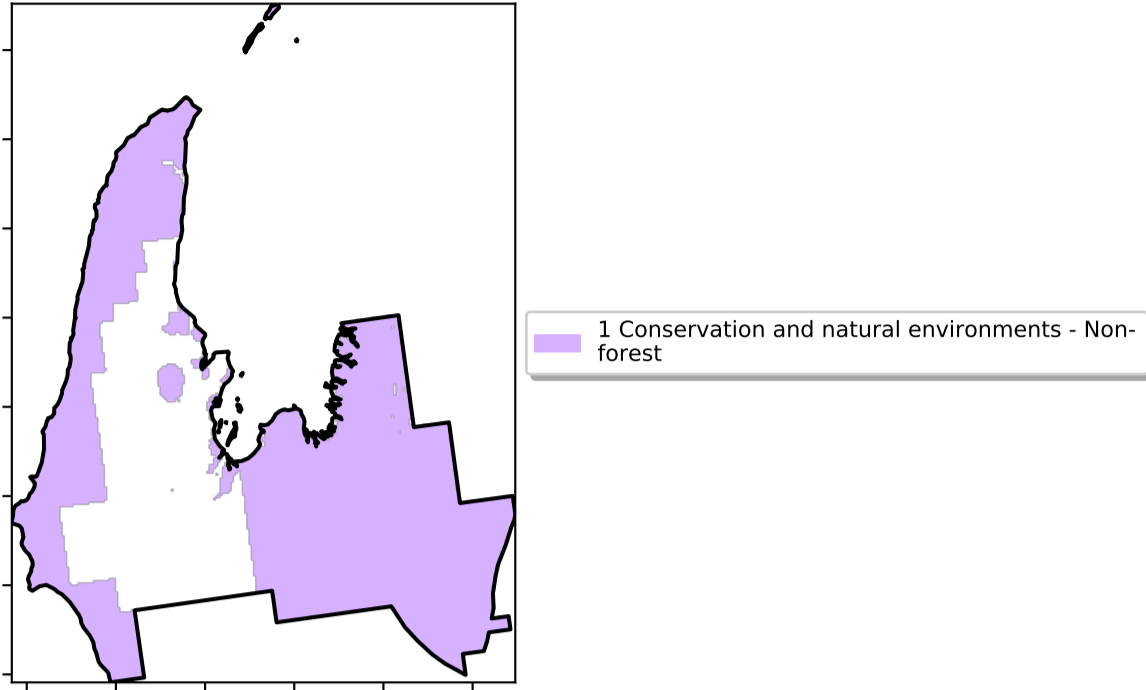 1 Conservation and natural environments - Non-
forest